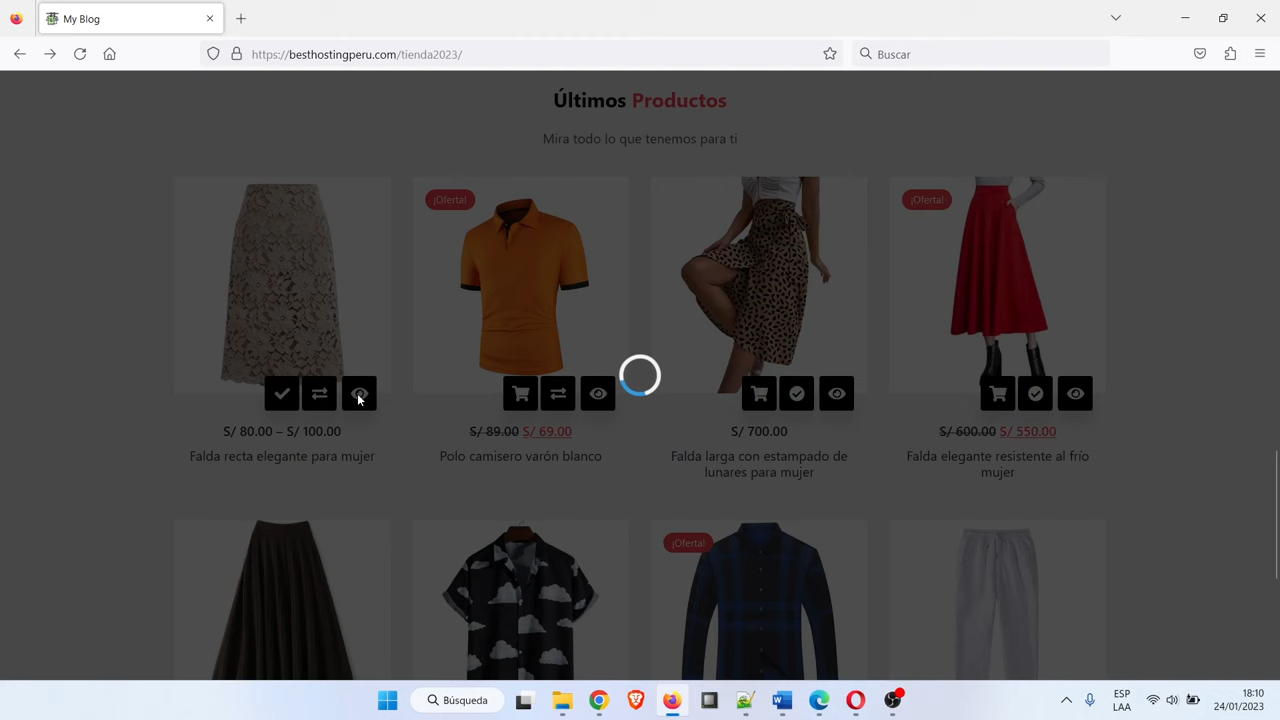 My Blog
https://besthostingperu.com/tienda2023/
Buscar
Últimos Productos
Mira todo lo que tenemos para ti
¡Oferta!
¡Oferta!
S/ 80.00 – S/ 100.00
S/ 89.00 S/ 69.00
S/ 700.00
S/ 600.00 S/ 550.00
Falda recta elegante para mujer
Polo camisero varón blanco
Falda larga con estampado de
lunares para mujer
Falda elegante resistente al frío
mujer
¡Oferta!
Búsqueda
ESP
LAA
18:10
24/01/2023